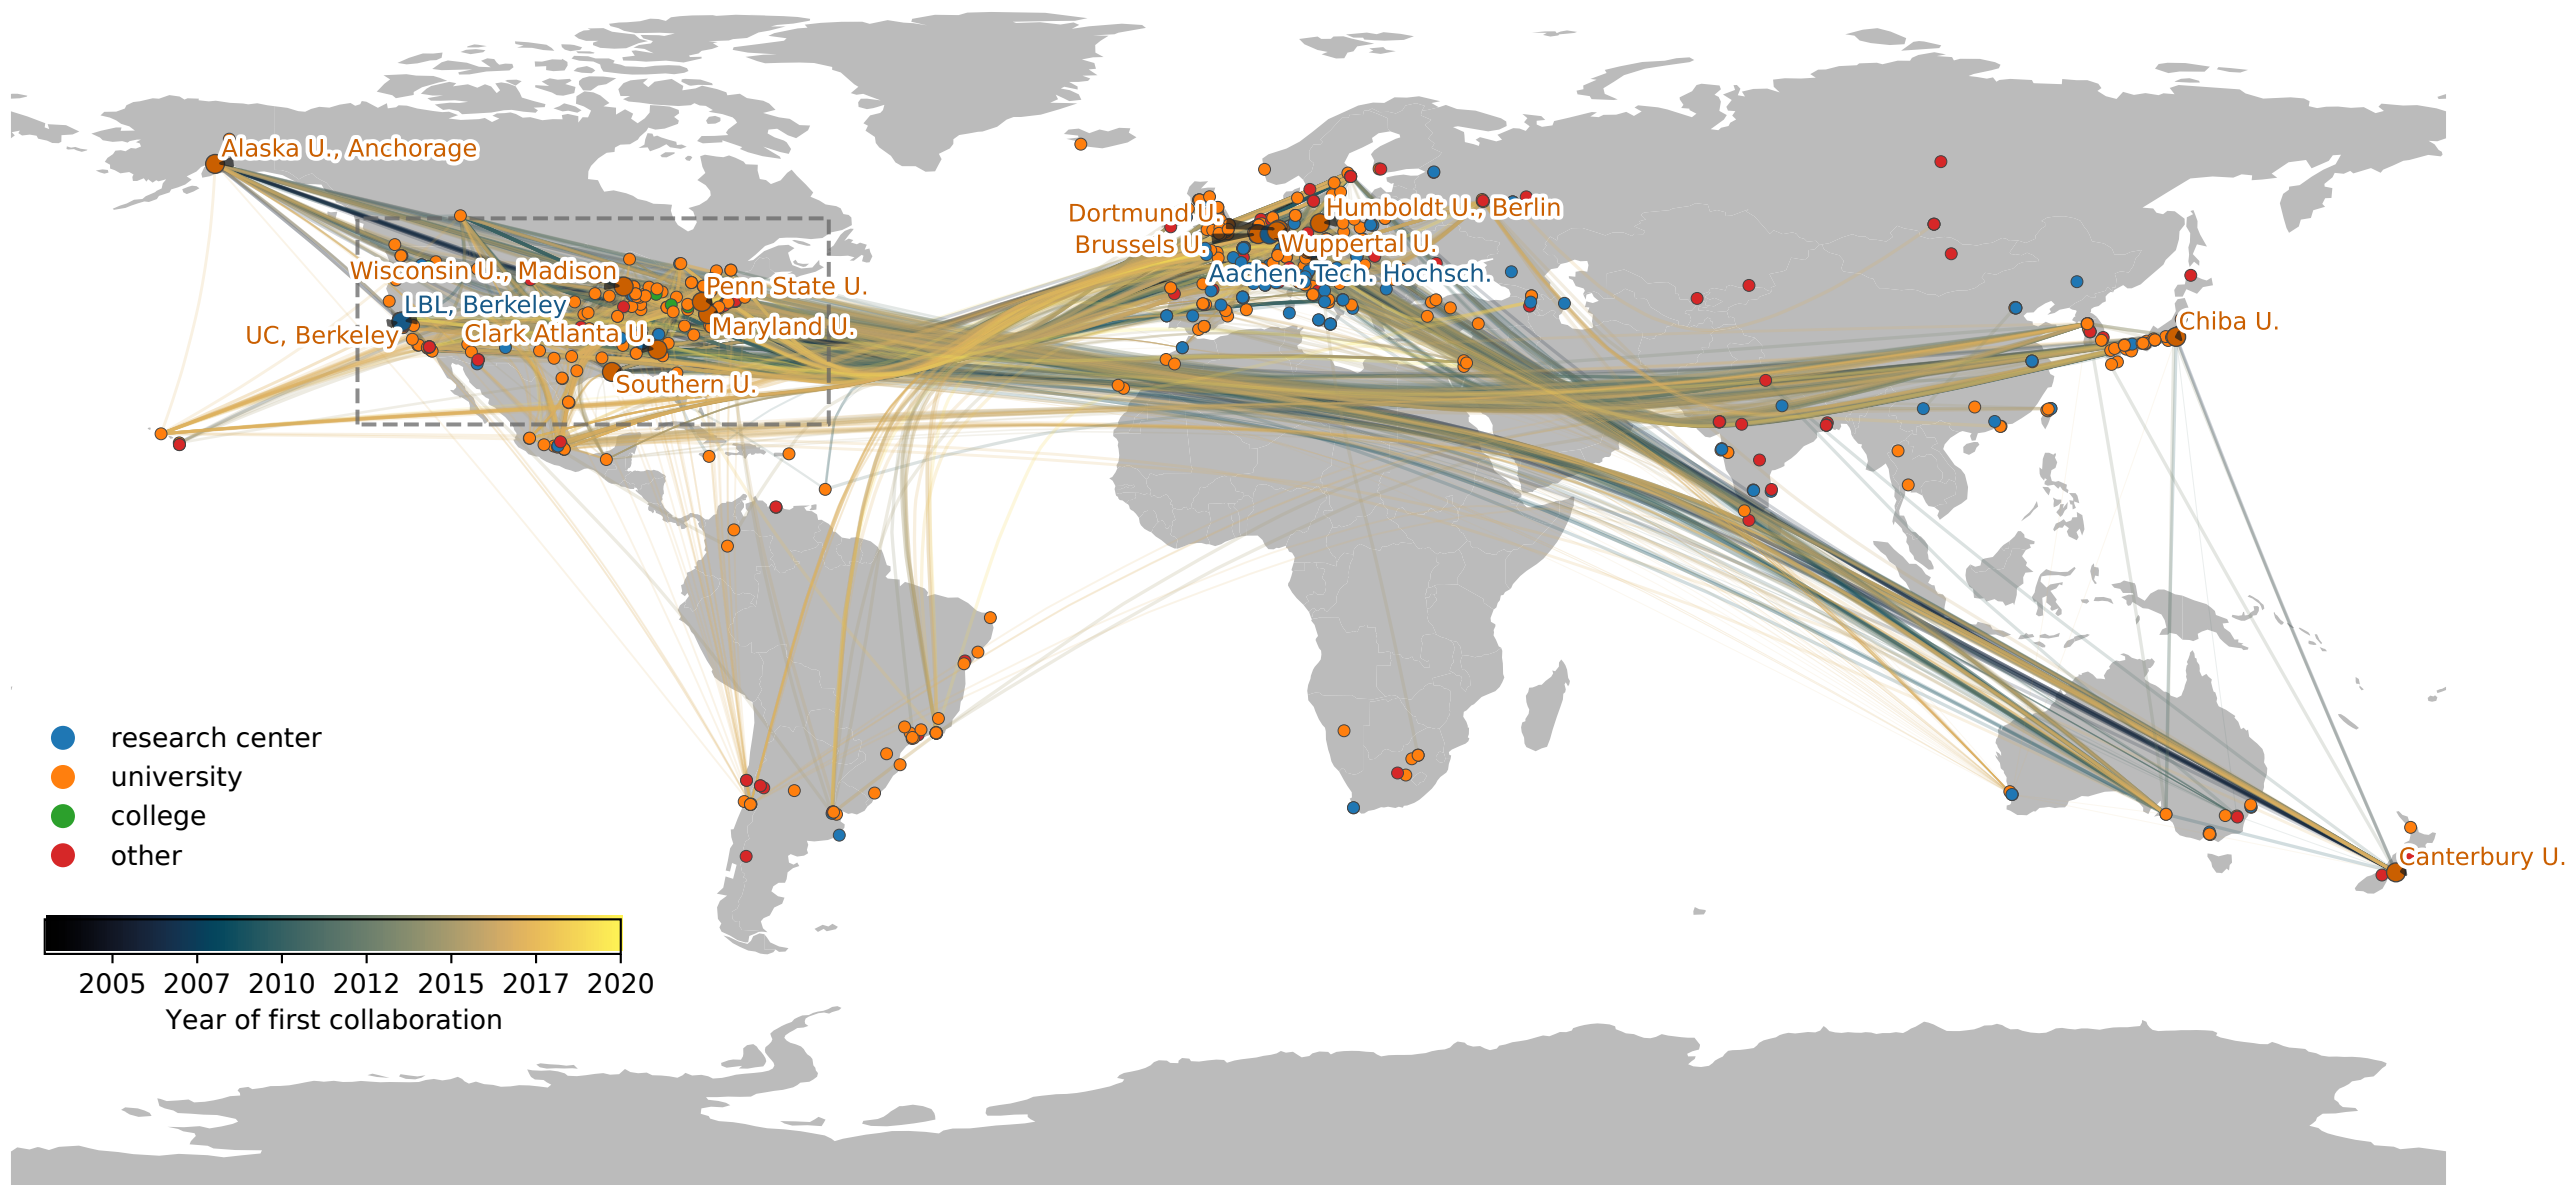 Alaska U., Anchorage
Dortmund U.
Humboldt U., Berlin
Brussels U.
Wuppertal U.
Wisconsin U., Madison
Aachen, Tech. Hochsch.
Penn State U.
LBL, Berkeley
Chiba U.
UC, Berkeley
Clark Atlanta U.
Maryland U.
Southern U.
research center
university
college
other
Canterbury U.
2005 2007 2010 2012 2015 2017 2020
Year of first collaboration